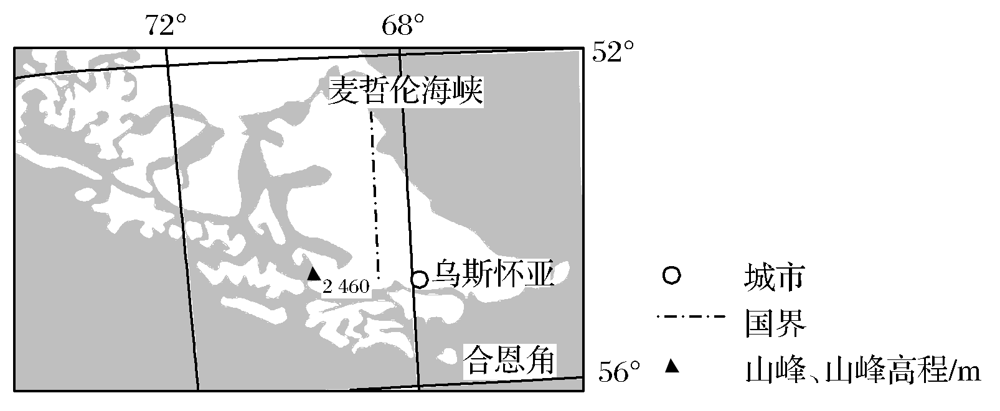 72° 68°
52°
麦哲伦海峡
乌斯怀亚
2 460
合恩角
56°
城市
国界
山峰、山峰高程/m